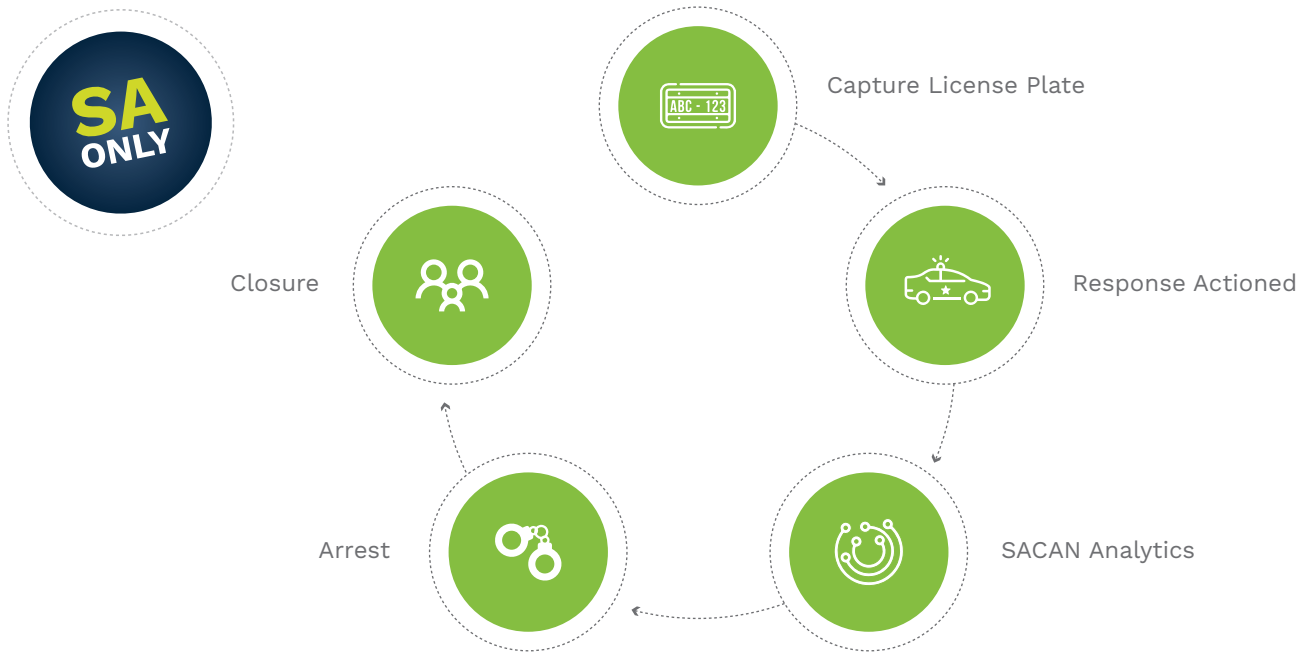 SA
ONLY
ABC - 123
Capture License Plate
Closure
Response Actioned
Arrest
SACAN Analytics